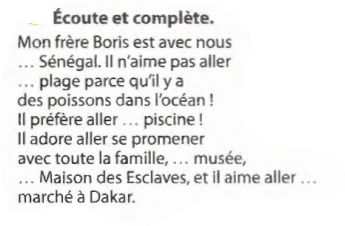 Écoute et complète.
Mon frère Boris est avec nous
... Sénégal. Il n'aime pas aller
... plage parce qu'il y a
des poissons dans l'océan !
Il préfère aller ... piscine !
Il adore aller se promener
avec toute la famille, ... musée,
... Maison des Esclaves, et il aime aller ...
marché à Dakar.